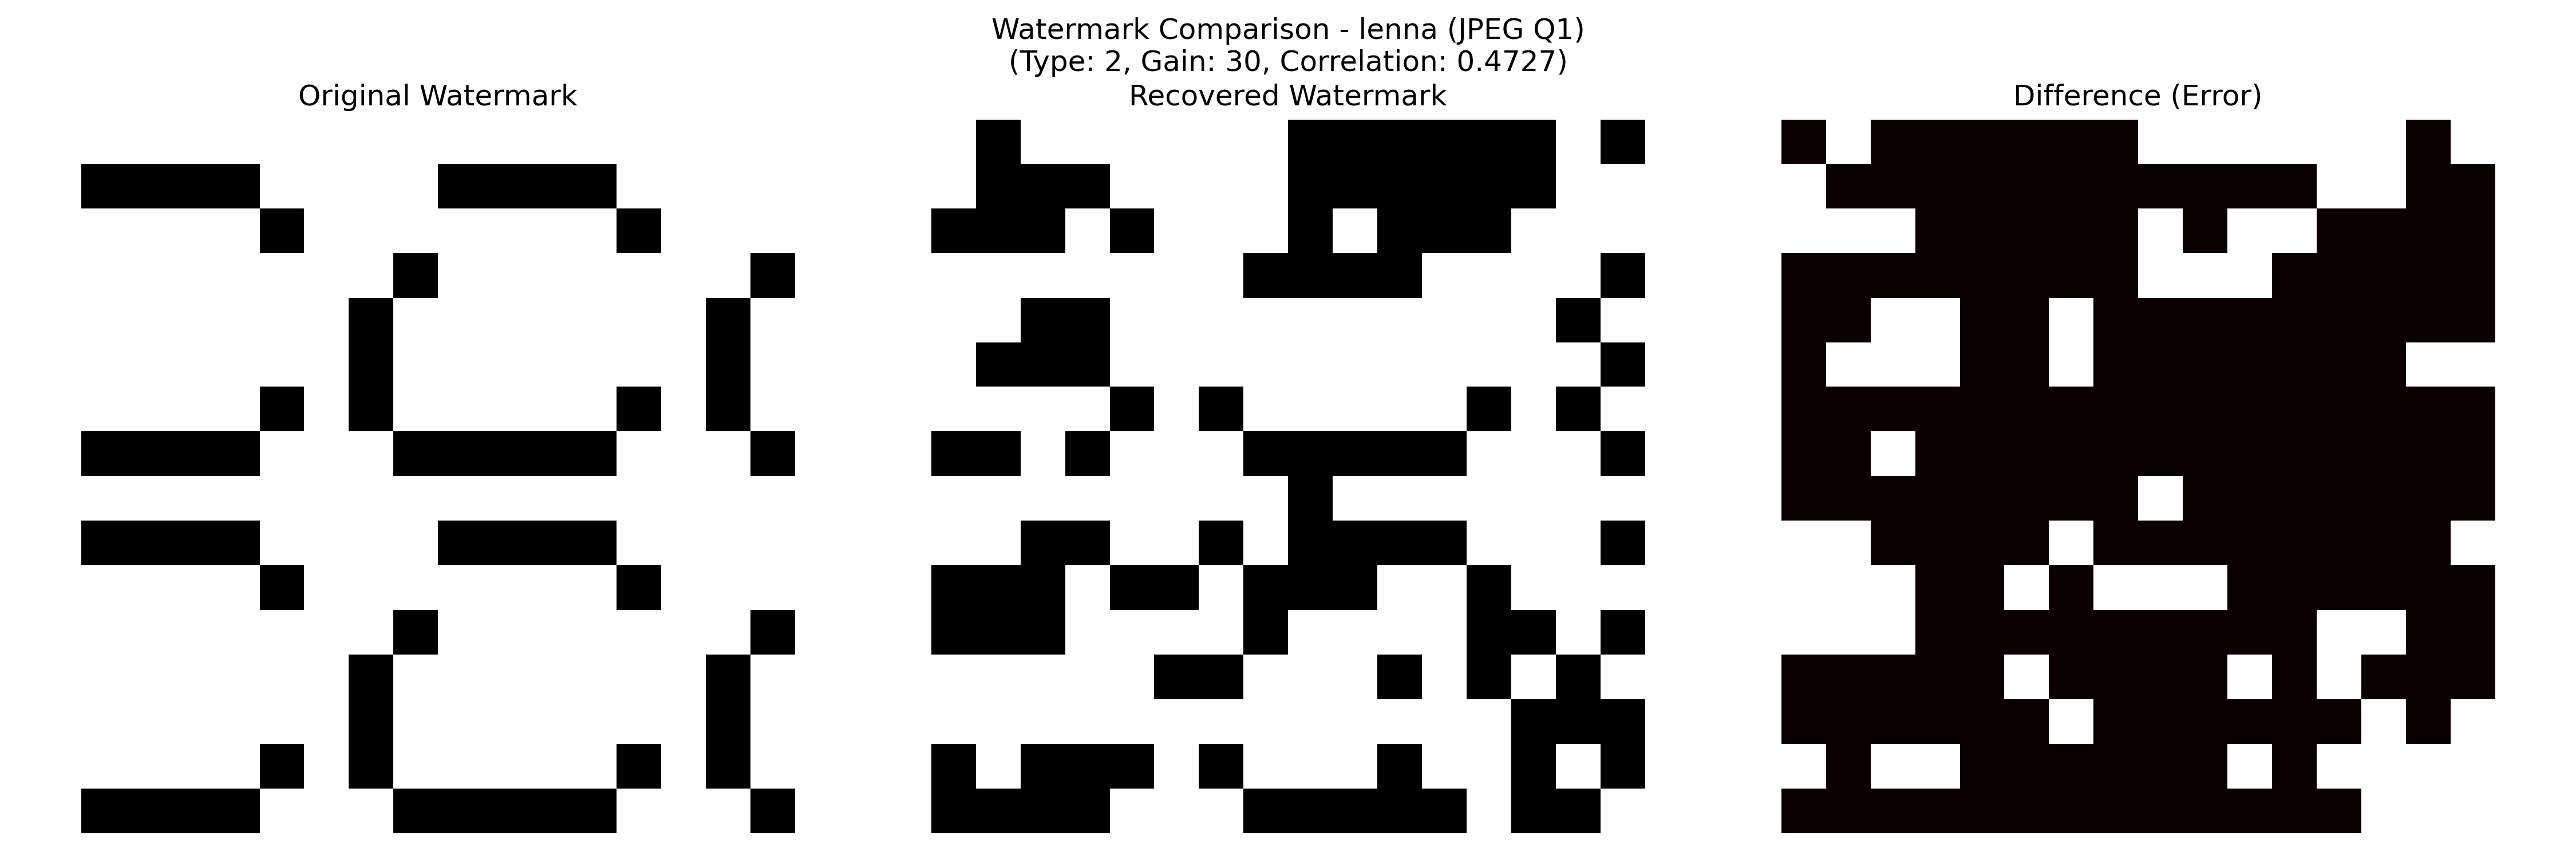 Watermark Comparison - lenna (JPEG Q1)
(Type: 2, Gain: 30, Correlation: 0.4727)
Original Watermark
Recovered Watermark
Difference (Error)